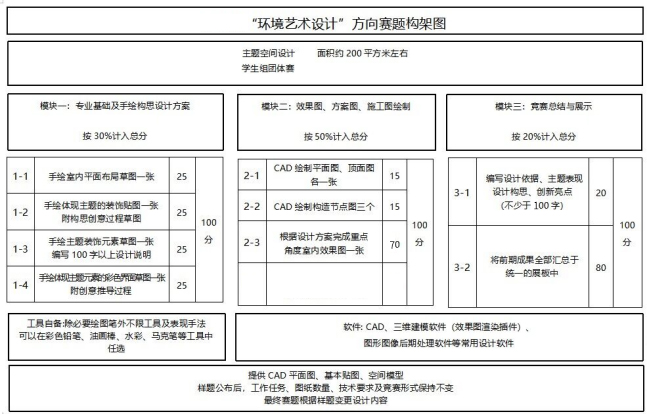 “环境艺术设计”方向赛题构架图
主题空间设计 面积约 200 平方米左右
学生组团体赛
模块一：专业基础及手绘构思设计方案
按 30%计入总分
模块二：效果图、方案图、施工图绘制
按 50%计入总分
模块三：竞赛总结与展示
按 20%计入总分
1-1 手绘室内平面布局草图一张 25
1-2 手绘体现主题的装饰贴图一张
附构思创意过程草图 25
1-3 手绘主题装饰元素草图一张
编写 100 字以上设计说明 25
1-4 手绘体现主题元素的彩色界面草图一张
附创意推导过程 25
100
分
2-1 CAD 绘制平面图、顶面图
各一张 15
2-2 CAD 绘制构造节点图三个 15
2-3 根据设计方案完成重点
角度室内效果图一张 70
100
分
3-1 编写设计依据、主题表现
设计构思、创新亮点
(不少于 100 字) 20
3-2 将前期成果全部汇总于
统一的展板中 80
100
分
工具自备:除必要绘图笔外不限工具及表现手法
可以在彩色铅笔、油画棒、水彩、马克笔等工具中
任选
软件: CAD、三维建模软件（效果图渲染插件）、
图形图像后期处理软件等常用设计软件
提供 CAD 平面图、基本贴图、空间模型
样题公布后，工作任务、图纸数量、技术要求及竞赛形式保持不变
最终赛题根据样题变更设计内容